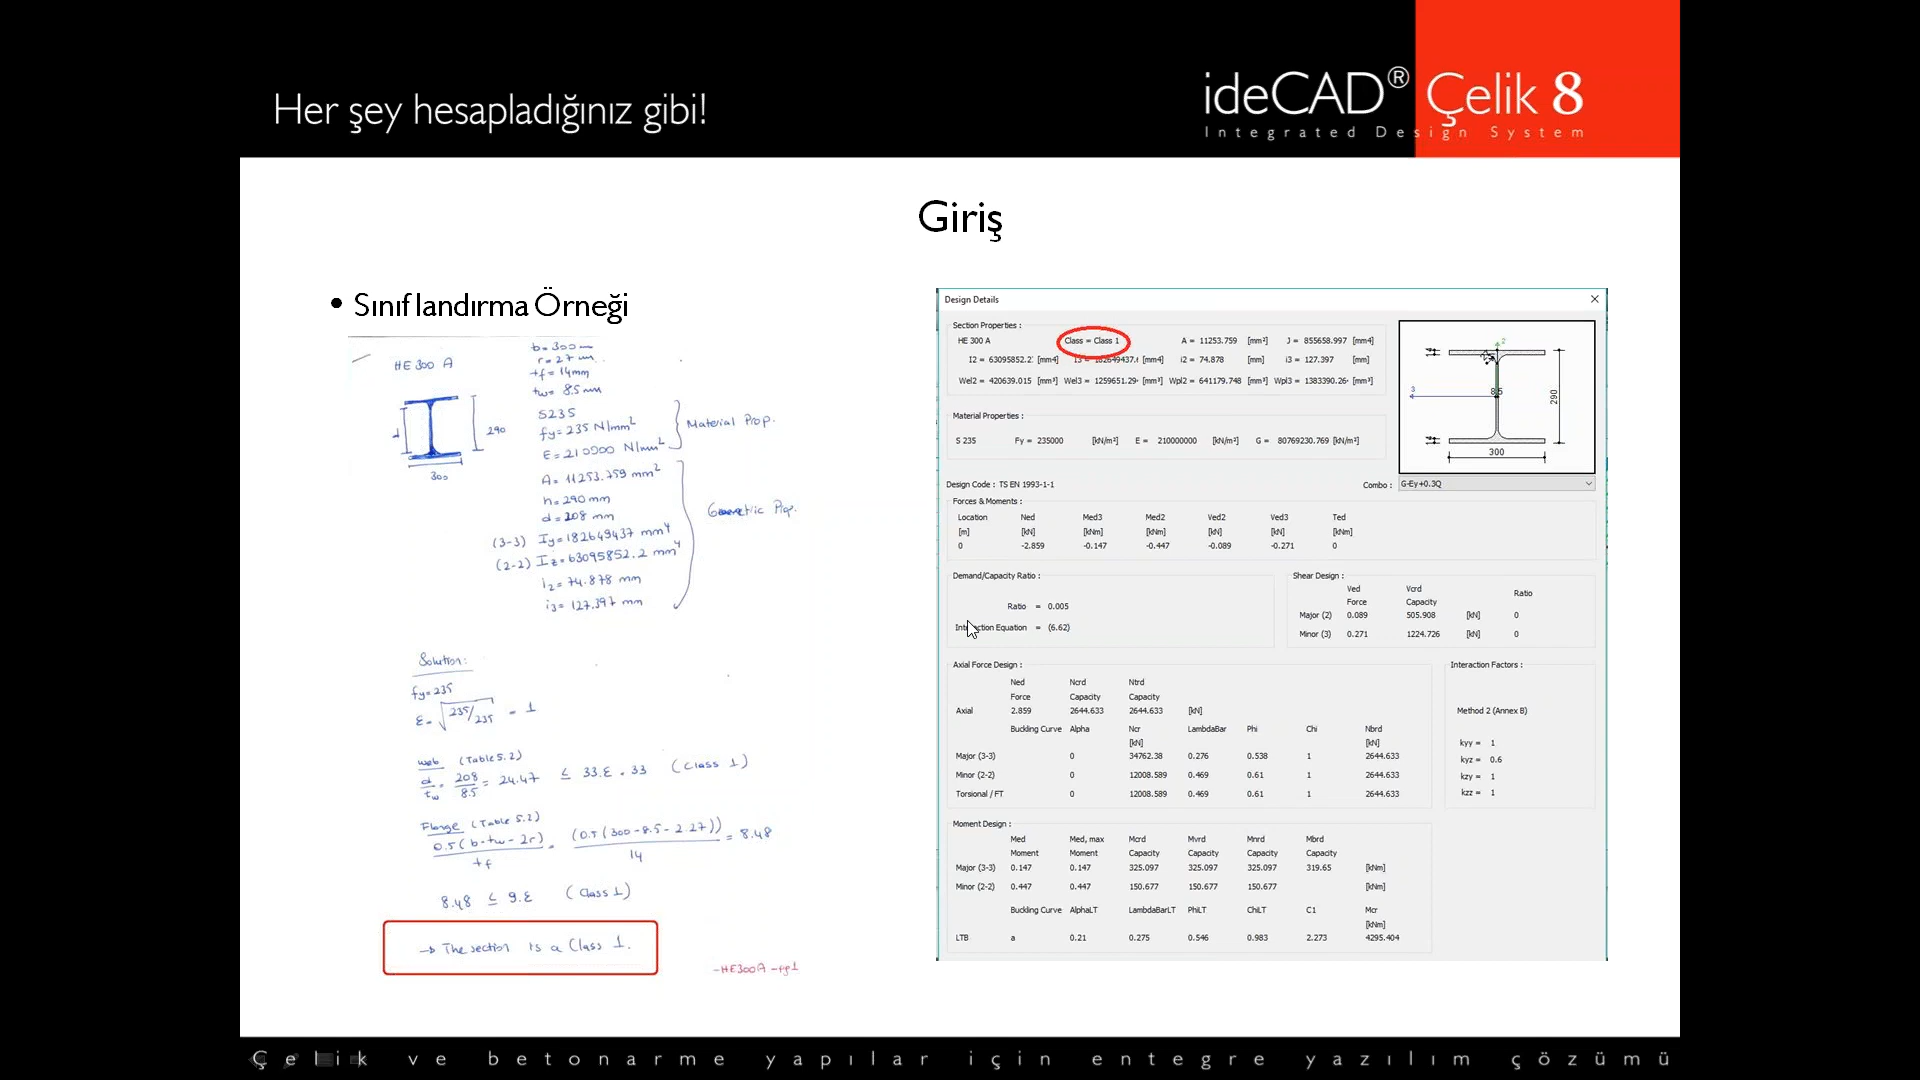 Her şey hesapladığınız gibi!
ideCAD® Çelik 8
Integrated Design System
Giriş
• Sınıflandırma Örneği
HE 300 A
b = 300 mm
r = 27 mm
tf = 14mm
tw = 8.5 mm
S235
fy = 235 N/mm²
E = 210000 N/mm²
Material Prop.
d
290
300
A = 11253.759 mm²
h = 290 mm
d = 208 mm
(3-3) Iy = 182649437 mm⁴
(2-2) Iz = 63095852.2 mm⁴
i2 = 74.878 mm
i3 = 127.397 mm
Geometric Prop.
Solution:
fy = 235
ε = √235/235 = 1
web (Table 5.2)
d/tw = 208/8.5 = 24.47 ≤ 33.ε = 33 (Class 1)
Flange (Table 5.2)
0.5(b-tw-2r)/tf = (0.5(300-8.5-2.27))/14 = 8.48
8.48 ≤ 9.ε (Class 1)
→ The section is a Class 1.
-HE300A -fig1
Design Details
Section Properties :
HE 300 A Class = Class 1 A = 11253.759 [mm²] J = 855658.997 [mm4]
I2 = 63095852.2 [mm4] I3 = 182649437.( [mm4] i2 = 74.878 [mm] i3 = 127.397 [mm]
Wel2 = 420639.015 [mm³] Wel3 = 1259651.29 [mm³] Wpl2 = 641179.748 [mm³] Wpl3 = 1383390.26 [mm³]
Material Properties :
S 235 Fy = 235000 [kN/m²] E = 210000000 [kN/m²] G = 80769230.769 [kN/m²]
2
3
8.5
290
300
Design Code : TS EN 1993-1-1
Combo : G-Ey+0.3Q
Forces & Moments :
Location Ned Med3 Med2 Ved2 Ved3 Ted
[m] [kN] [kNm] [kNm] [kN] [kN] [kNm]
0 -2.859 -0.147 -0.447 -0.089 -0.271 0
Demand/Capacity Ratio :
Ratio = 0.005
Interaction Equation = (6.62)
Shear Design :
Ved Vcrd
Ratio
Force Capacity
Major (2) 0.089 505.908 [kN] 0
Minor (3) 0.271 1224.726 [kN] 0
Axial Force Design :
Ned Ncrd Ntrd
Force Capacity Capacity
Axial 2.859 2644.633 2644.633 [kN]
Buckling Curve Alpha Ncr LambdaBar Phi Chi Nbrd
[kN] [kN]
Major (3-3) 0 34762.38 0.276 0.538 1 2644.633
Minor (2-2) 0 12008.589 0.469 0.61 1 2644.633
Torsional / FT 0 12008.589 0.469 0.61 1 2644.633
Interaction Factors :
Method 2 (Annex B)
kyy = 1
kyz = 0.6
kzy = 1
kzz = 1
Moment Design :
Med Med, max Mcrd Mvrd Mnrd Mbrd
Moment Moment Capacity Capacity Capacity Capacity
Major (3-3) 0.147 0.147 325.097 325.097 325.097 319.65 [kNm]
Minor (2-2) 0.447 0.447 150.677 150.677 150.677 [kNm]
Buckling Curve AlphaLT LambdaBarLT PhiLT ChiLT C1 Mcr
[kNm]
LTB a 0.21 0.275 0.546 0.983 2.273 4295.404
Çelik ve betonarme yapılar için entegre yazılım çözümü